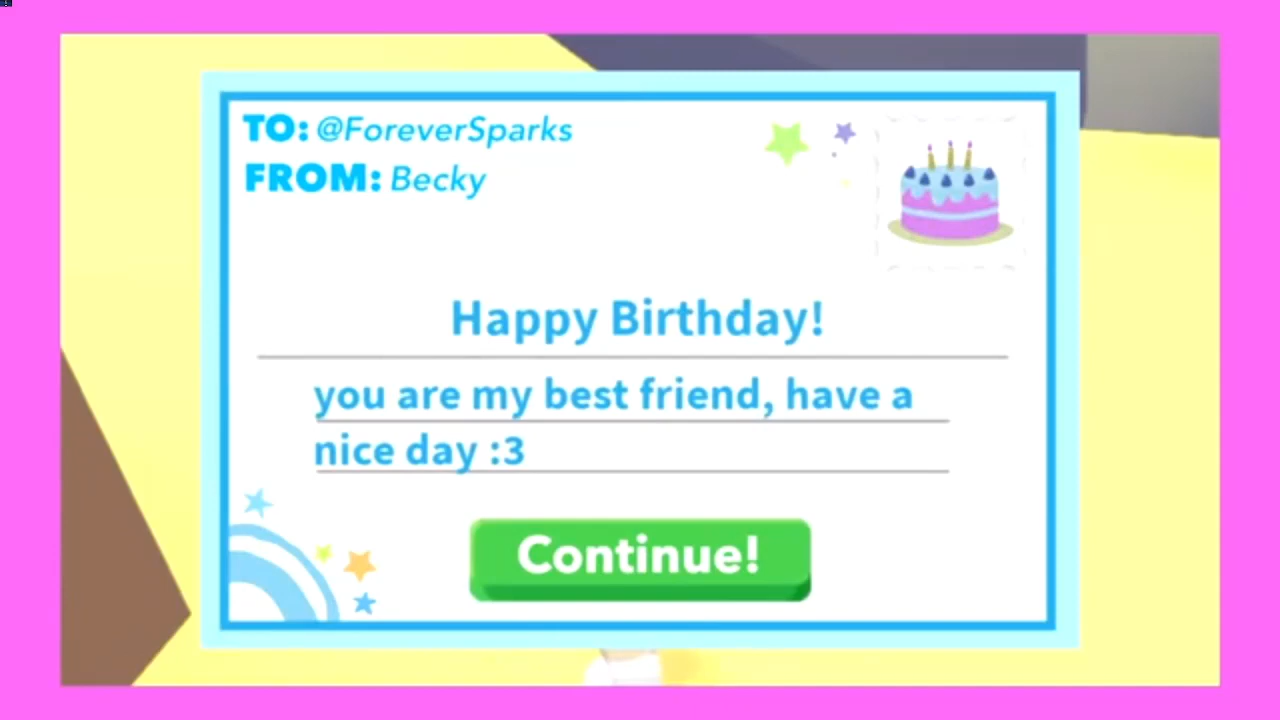 TO: @ForeverSparks
FROM: Becky
Happy Birthday!
you are my best friend, have a
nice day :3
Continue!